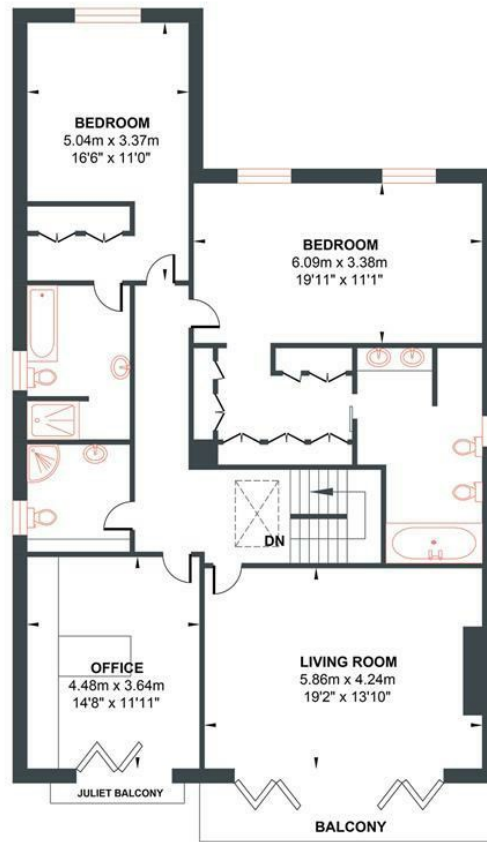 BEDROOM
5.04m x 3.37m
16'6" x 11'0"
BEDROOM
6.09m x 3.38m
19'11" x 11'1"
DN
OFFICE
4.48m x 3.64m
14'8" x 11'11"
LIVING ROOM
5.86m x 4.24m
19'2" x 13'10"
JULIET BALCONY
BALCONY